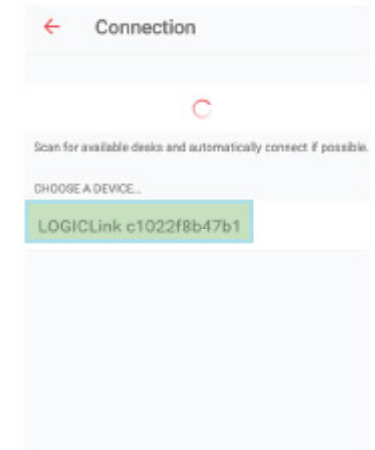 Connection
Scan for available desks and automatically connect if possible.
CHOOSE A DEVICE...
LOGICLink c1022f8b47b1